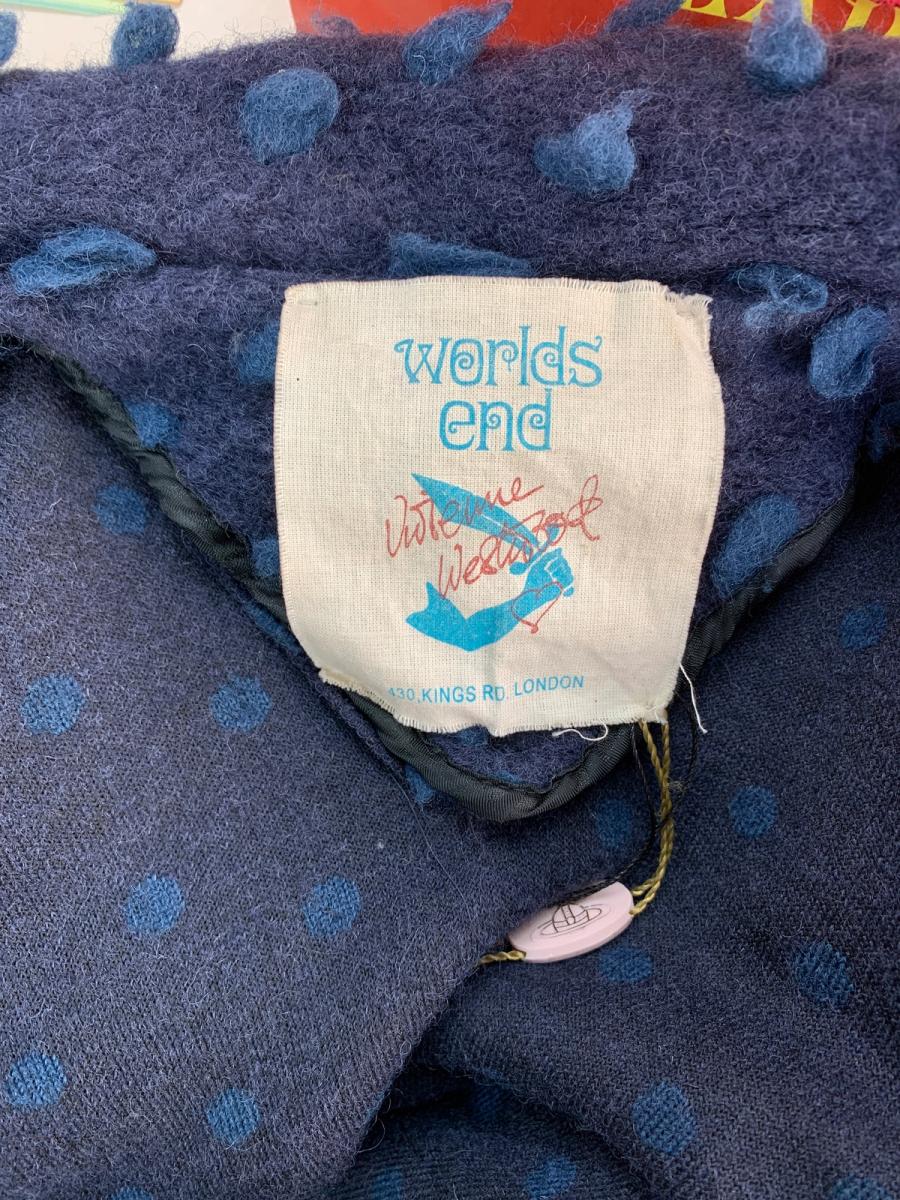 worlds
end
Vivienne
Westwood
430, KINGS RD. LONDON